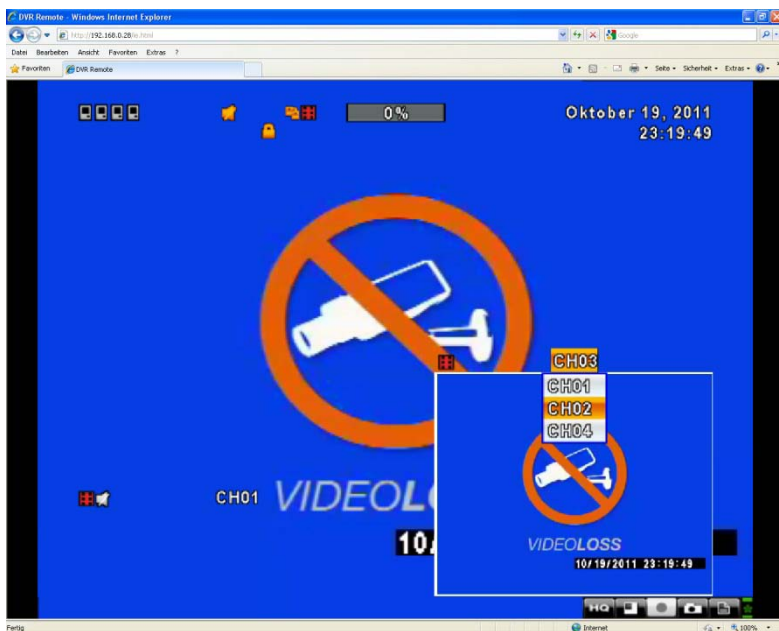 DVR Remote - Windows Internet Explorer
http://192.168.0.28/ie.html
Google
Datei Bearbeiten Ansicht Favoriten Extras ?
Favoriten
DVR Remote
Seite
Sicherheit
Extras
0%
Oktober 19, 2011
23:19:49
CH03
CH01
CH02
CH04
CH01
VIDEOL
10/
VIDEOLOSS
10/19/2011 23:19:49
HQ
Fertig
Internet
100%